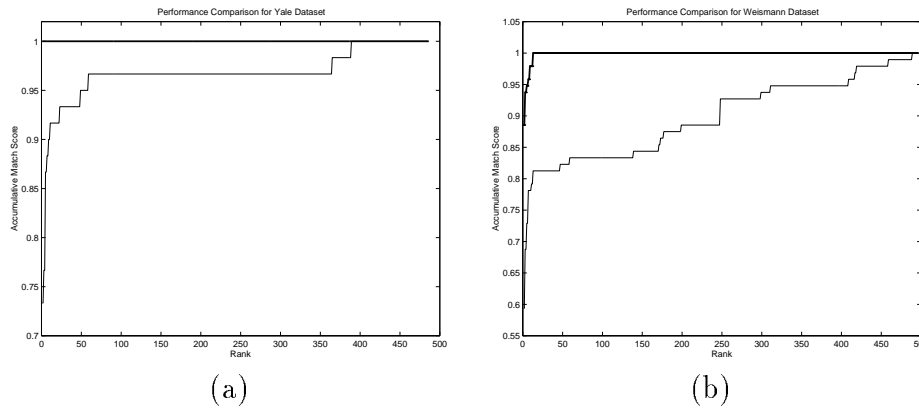 Performance Comparison for Yale Dataset
1
0.95
0.9
0.85
0.8
0.75
0.7
Accumulative Match Score
0 50 100 150 200 250 300 350 400 450 500
Rank
(a)
Performance Comparison for Weismann Dataset
1.05
1
0.95
0.9
0.85
0.8
0.75
0.7
0.65
0.6
0.55
Accumulative Match Score
0 50 100 150 200 250 300 350 400 450
Rank
(b)